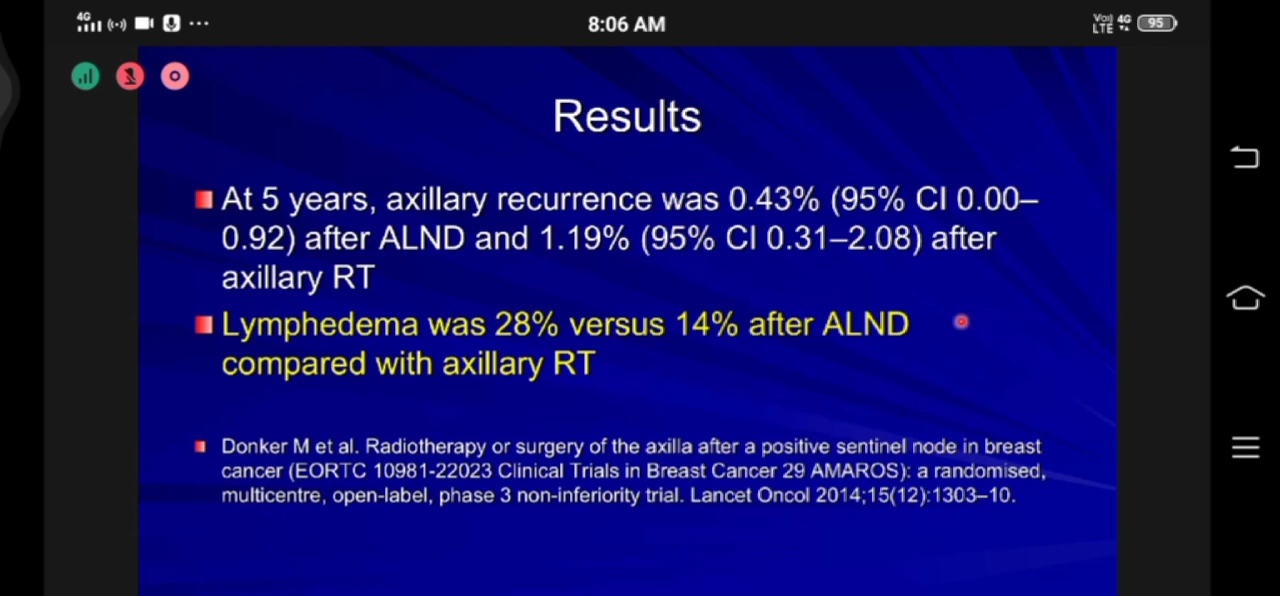 4G
8:06 AM
Vo)
LTE
4G
95
Results
At 5 years, axillary recurrence was 0.43% (95% CI 0.00–
0.92) after ALND and 1.19% (95% CI 0.31–2.08) after
axillary RT
Lymphedema was 28% versus 14% after ALND
compared with axillary RT
Donker M et al. Radiotherapy or surgery of the axilla after a positive sentinel node in breast
cancer (EORTC 10981-22023 Clinical Trials in Breast Cancer 29 AMAROS): a randomised,
multicentre, open-label, phase 3 non-inferiority trial. Lancet Oncol 2014;15(12):1303–10.